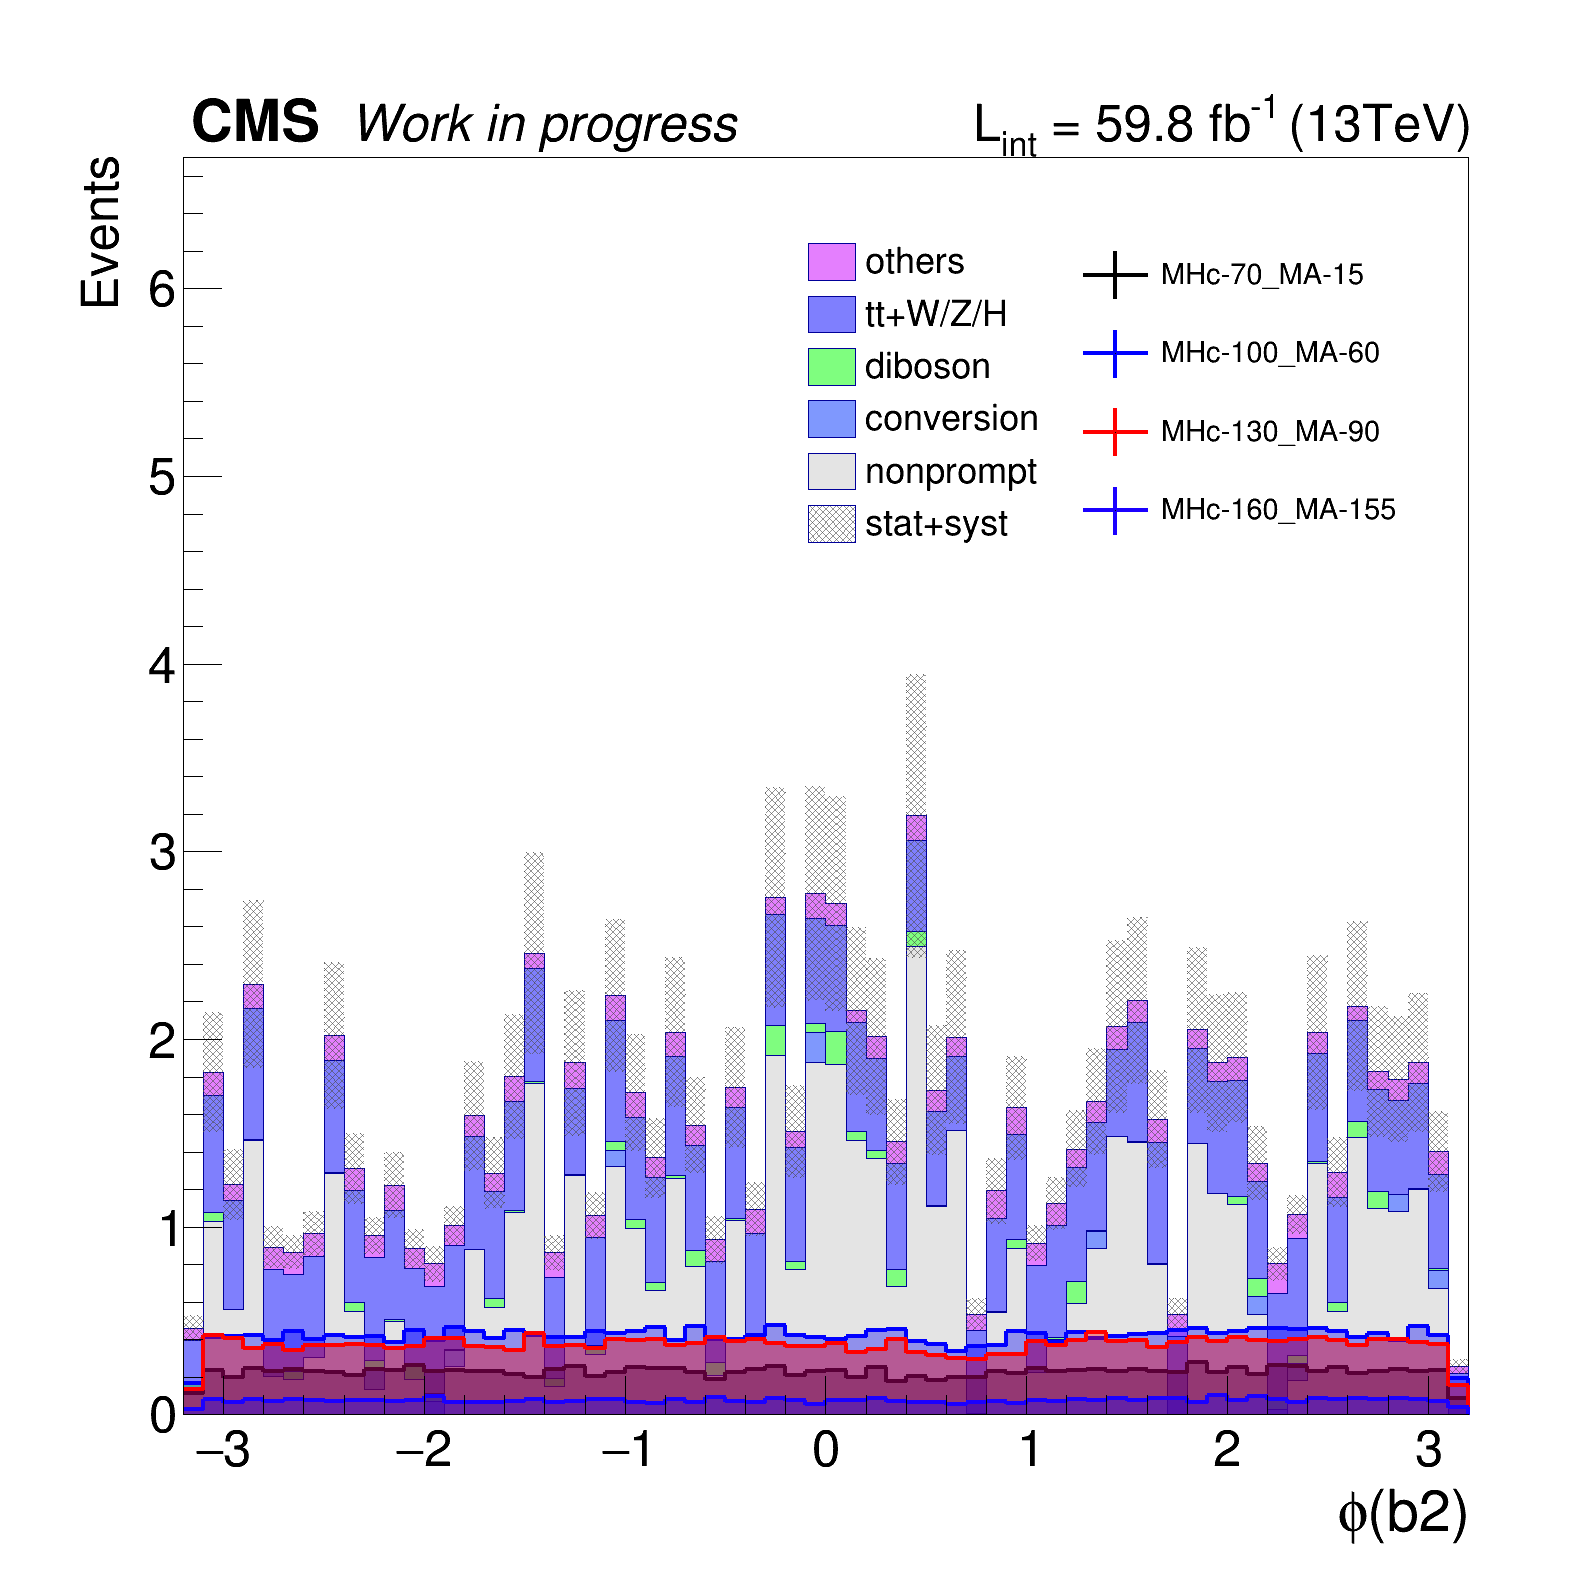 CMS Work in progress
L_int = 59.8 fb^-1 (13TeV)
Events
6
5
4
3
2
1
0
others
tt+W/Z/H
diboson
conversion
nonprompt
stat+syst
MHc-70_MA-15
MHc-100_MA-60
MHc-130_MA-90
MHc-160_MA-155
−3 −2 −1 0 1 2 3
ϕ(b2)